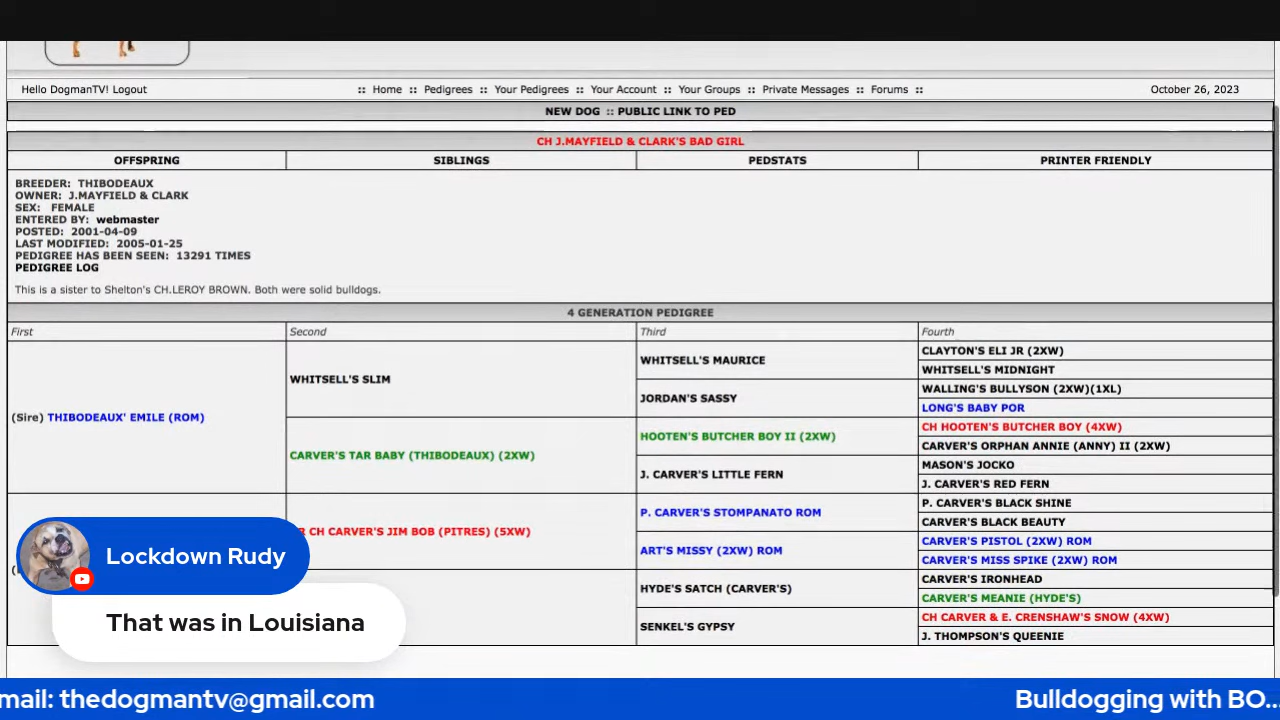 Hello DogmanTV! Logout
:: Home :: Pedigrees :: Your Pedigrees :: Your Account :: Your Groups :: Private Messages :: Forums ::
October 26, 2023
NEW DOG :: PUBLIC LINK TO PED
CH J.MAYFIELD & CLARK'S BAD GIRL
OFFSPRING
SIBLINGS
PEDSTATS
PRINTER FRIENDLY
BREEDER: THIBODEAUX
OWNER: J.MAYFIELD & CLARK
SEX: FEMALE
ENTERED BY: webmaster
POSTED: 2001-04-09
LAST MODIFIED: 2005-01-25
PEDIGREE HAS BEEN SEEN: 13291 TIMES
PEDIGREE LOG
This is a sister to Shelton's CH.LEROY BROWN. Both were solid bulldogs.
4 GENERATION PEDIGREE
First
Second
Third
Fourth
(Sire) THIBODEAUX' EMILE (ROM)
WHITSELL'S SLIM
CARVER'S TAR BABY (THIBODEAUX) (2XW)
R CH CARVER'S JIM BOB (PITRES) (5XW)
WHITSELL'S MAURICE
JORDAN'S SASSY
HOOTEN'S BUTCHER BOY II (2XW)
J. CARVER'S LITTLE FERN
P. CARVER'S STOMPANATO ROM
ART'S MISSY (2XW) ROM
HYDE'S SATCH (CARVER'S)
SENKEL'S GYPSY
CLAYTON'S ELI JR (2XW)
WHITSELL'S MIDNIGHT
WALLING'S BULLYSON (2XW)(1XL)
LONG'S BABY POR
CH HOOTEN'S BUTCHER BOY (4XW)
CARVER'S ORPHAN ANNIE (ANNY) II (2XW)
MASON'S JOCKO
J. CARVER'S RED FERN
P. CARVER'S BLACK SHINE
CARVER'S BLACK BEAUTY
CARVER'S PISTOL (2XW) ROM
CARVER'S MISS SPIKE (2XW) ROM
CARVER'S IRONHEAD
CARVER'S MEANIE (HYDE'S)
CH CARVER & E. CRENSHAW'S SNOW (4XW)
J. THOMPSON'S QUEENIE
Lockdown Rudy
That was in Louisiana
mail: thedogmantv@gmail.com
Bulldogging with BO...